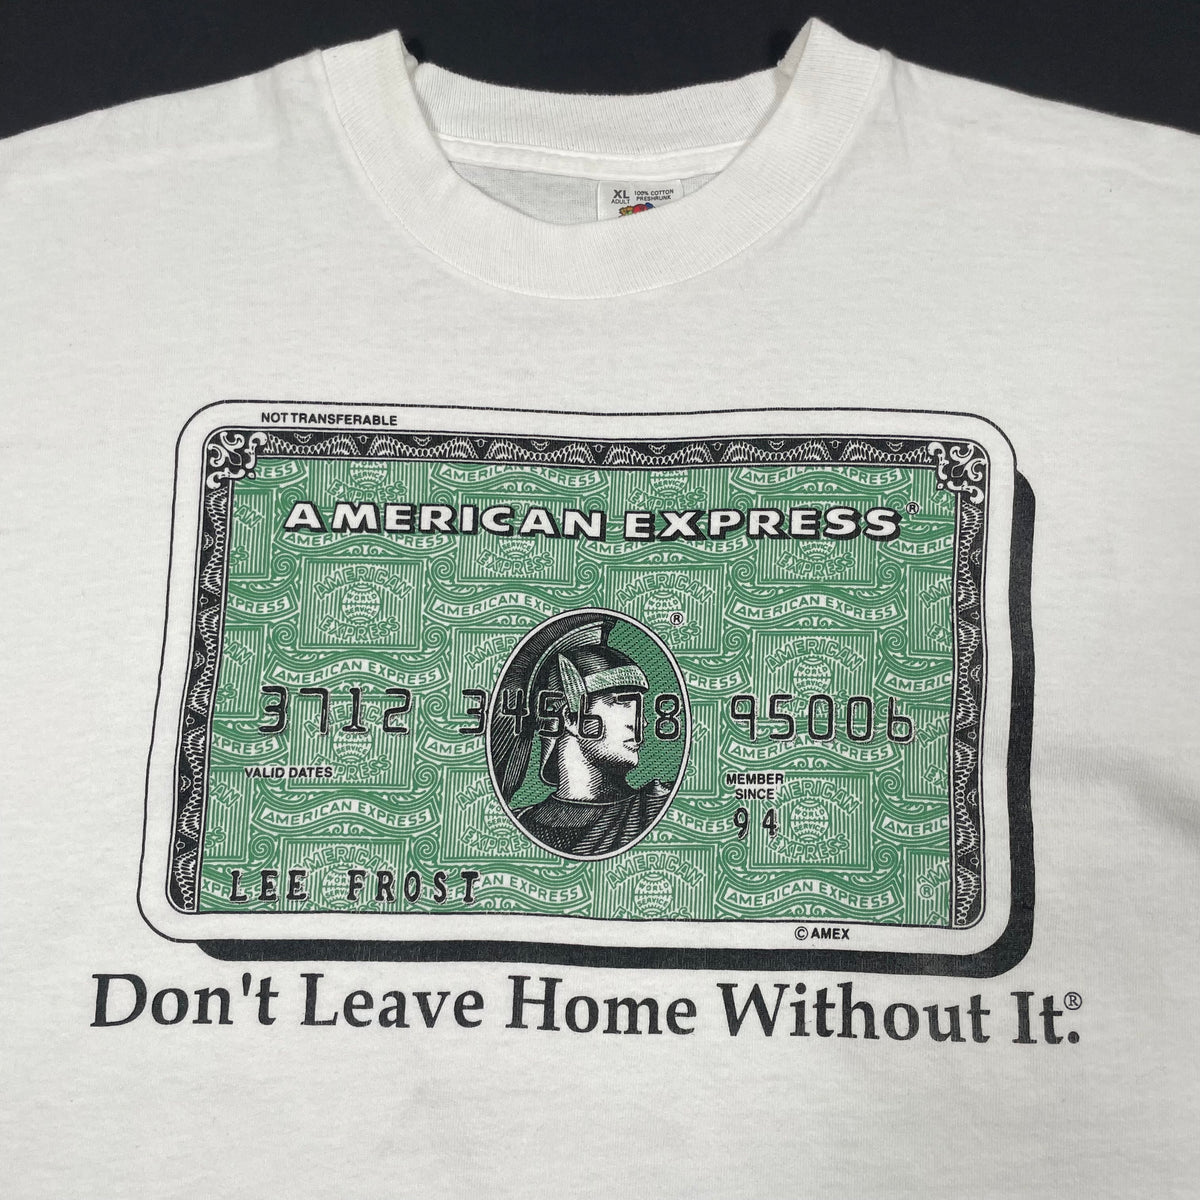 XL 100% COTTON
ADULT PRESHRUNK
NOT TRANSFERABLE
AMERICAN EXPRESS®
®
3712 345678 95006
VALID DATES
MEMBER
SINCE
94
LEE FROST
© AMEX
Don't Leave Home Without It.®